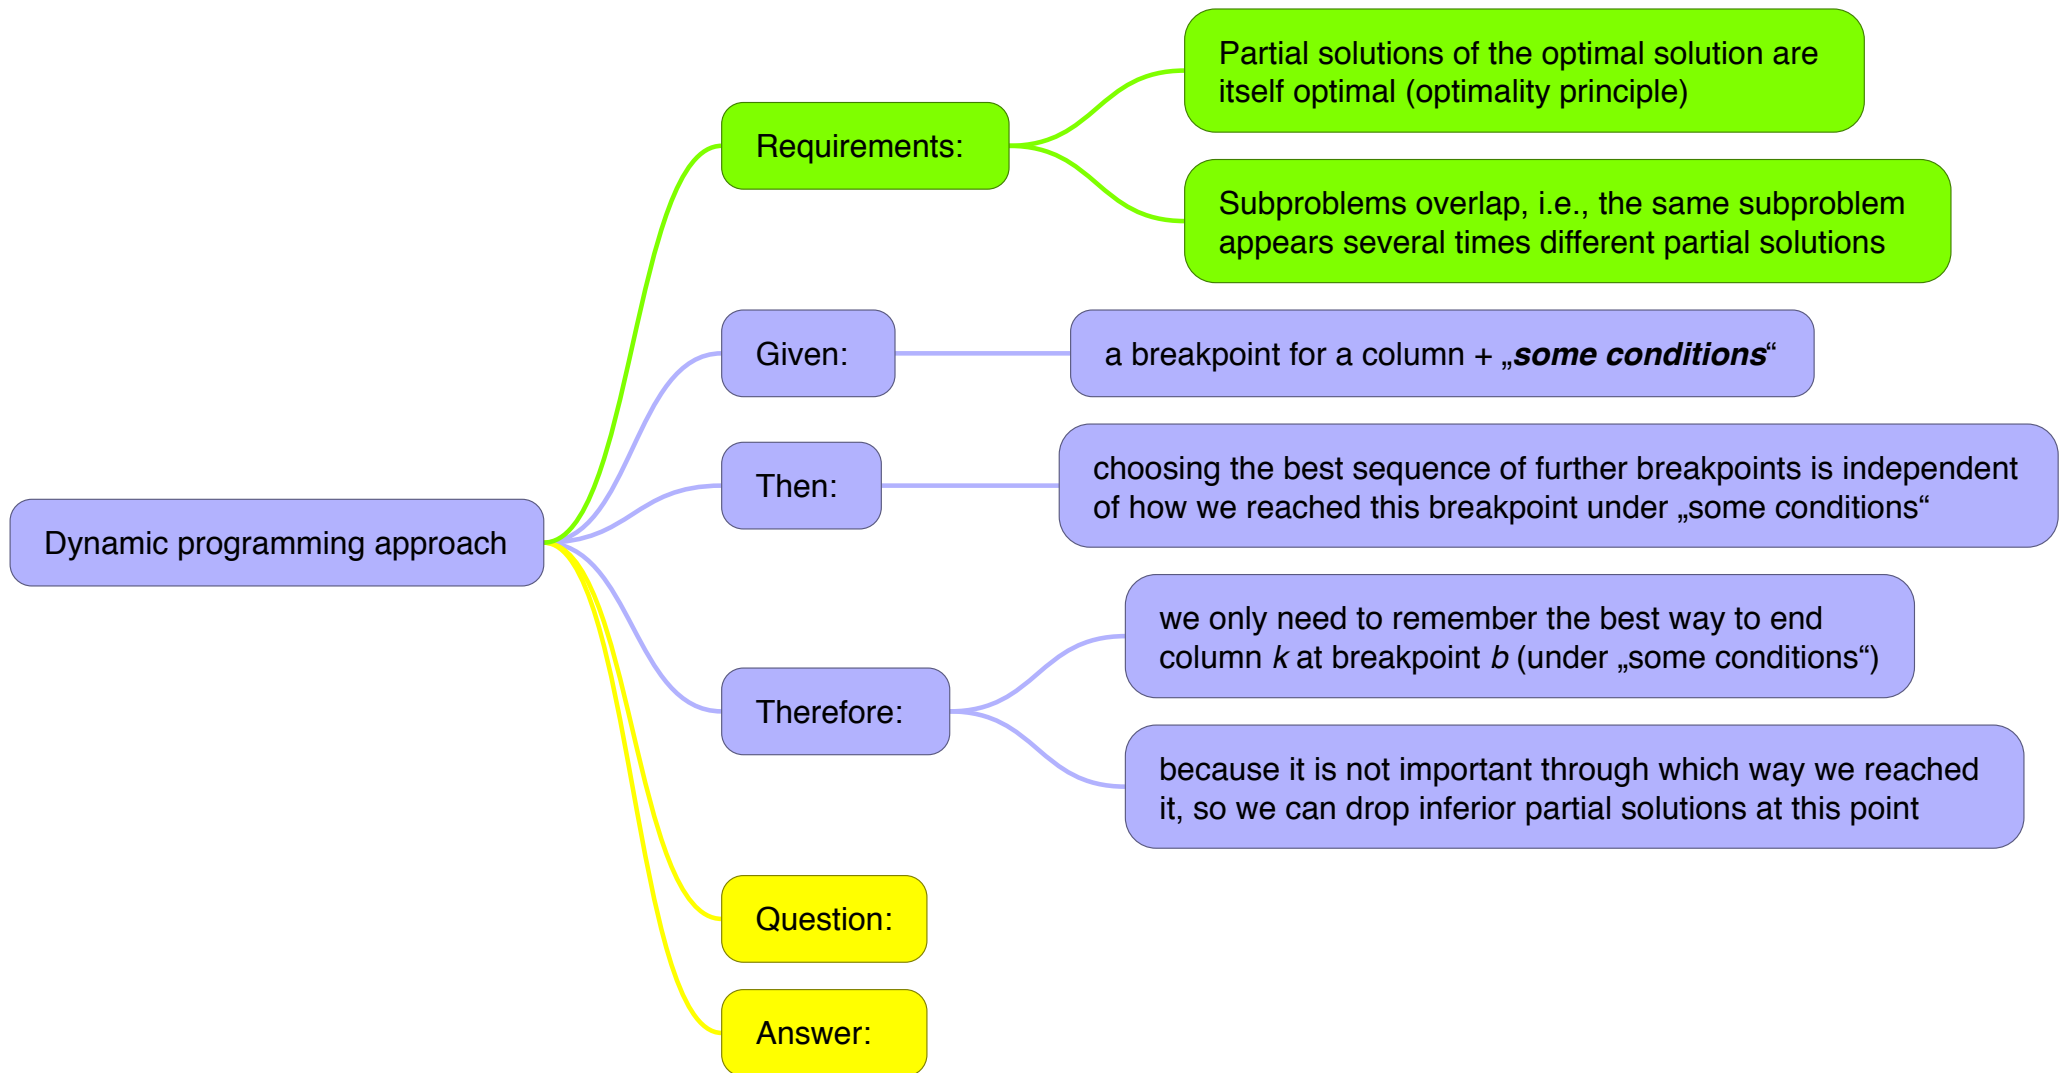 Partial solutions of the optimal solution are
itself optimal (optimality principle)
Requirements:
Subproblems overlap, i.e., the same subproblem
appears several times different partial solutions
Given:
a breakpoint for a column + „some conditions“
Then:
choosing the best sequence of further breakpoints is independent
of how we reached this breakpoint under „some conditions“
Dynamic programming approach
we only need to remember the best way to end
column k at breakpoint b (under „some conditions“)
Therefore:
because it is not important through which way we reached
it, so we can drop inferior partial solutions at this point
Question:
Answer: